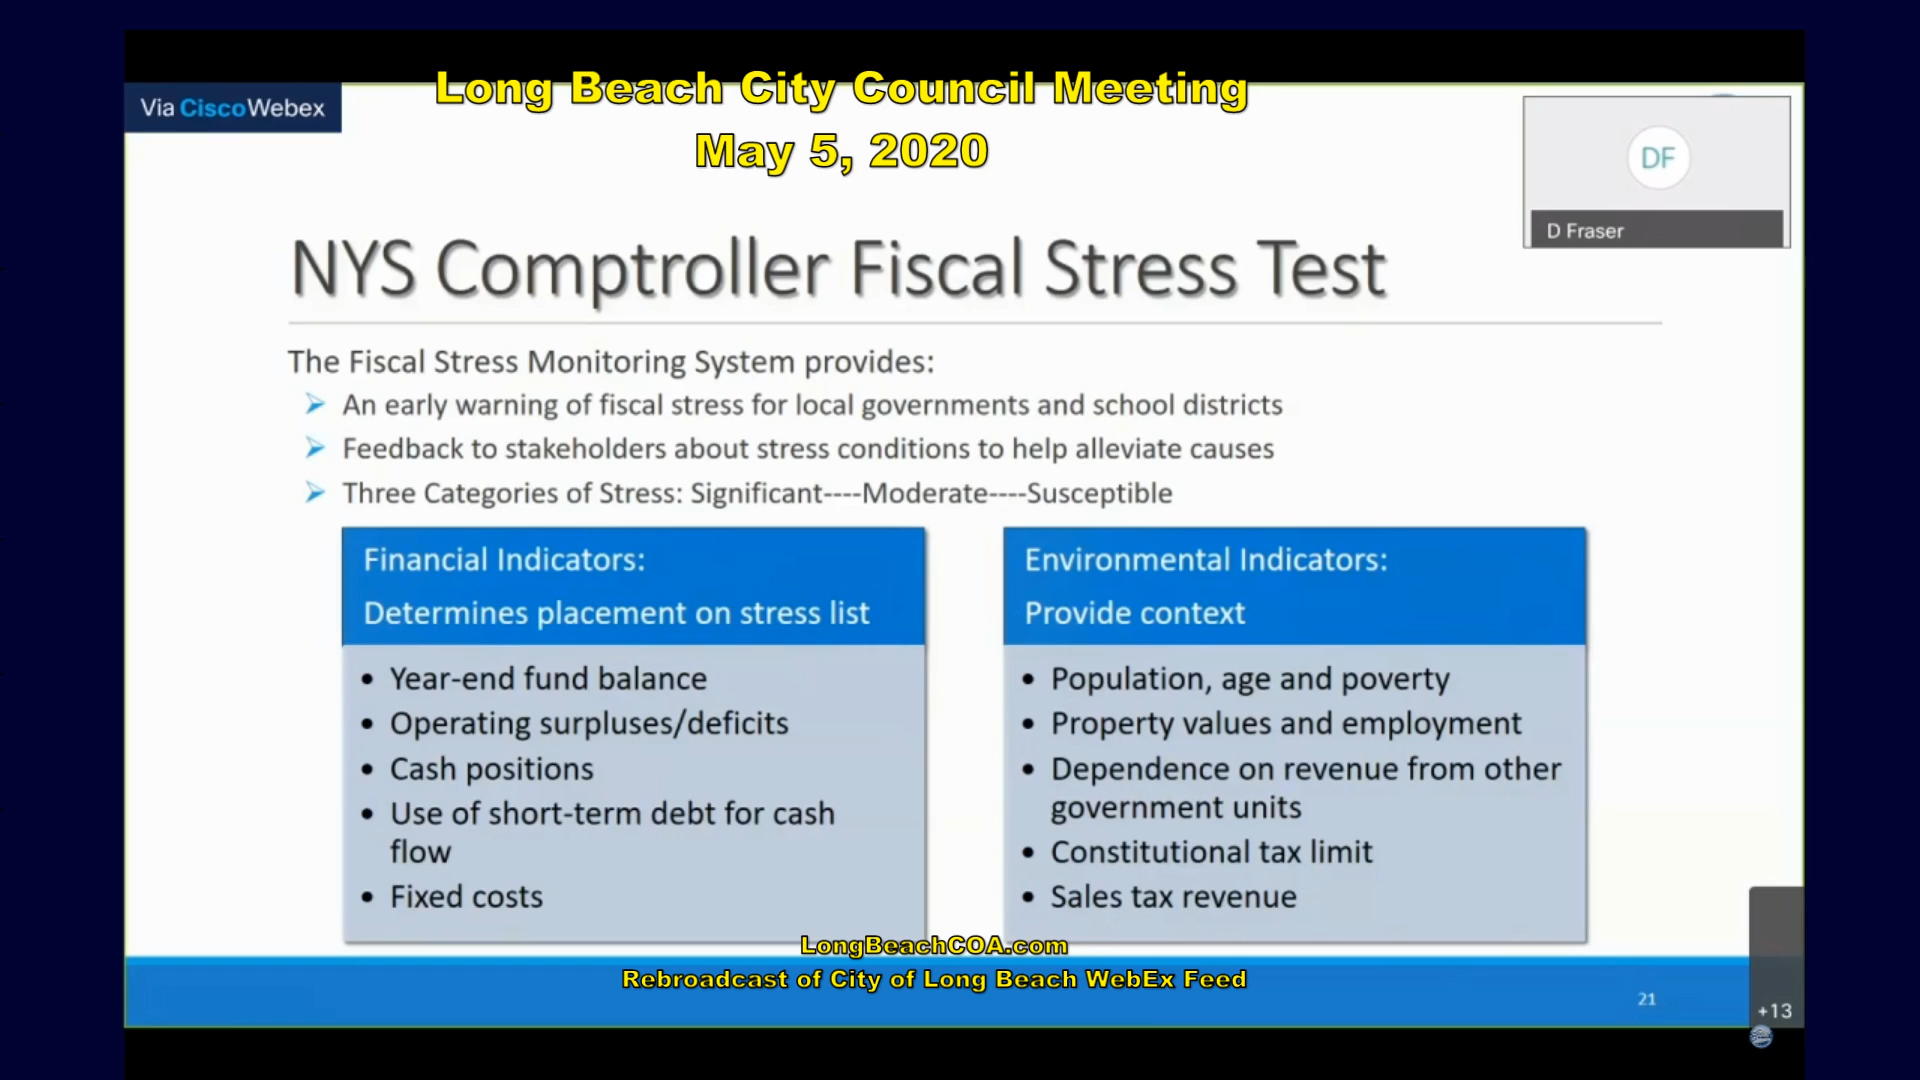 Long Beach City Council Meeting
May 5, 2020
Via CiscoWebex
DF
D Fraser
NYS Comptroller Fiscal Stress Test
The Fiscal Stress Monitoring System provides:
An early warning of fiscal stress for local governments and school districts
Feedback to stakeholders about stress conditions to help alleviate causes
Three Categories of Stress: Significant----Moderate----Susceptible
Financial Indicators:
Determines placement on stress list
• Year-end fund balance
• Operating surpluses/deficits
• Cash positions
• Use of short-term debt for cash
flow
• Fixed costs
Environmental Indicators:
Provide context
• Population, age and poverty
• Property values and employment
• Dependence on revenue from other
government units
• Constitutional tax limit
• Sales tax revenue
LongBeachCOA.com
Rebroadcast of City of Long Beach WebEx Feed
21
+13